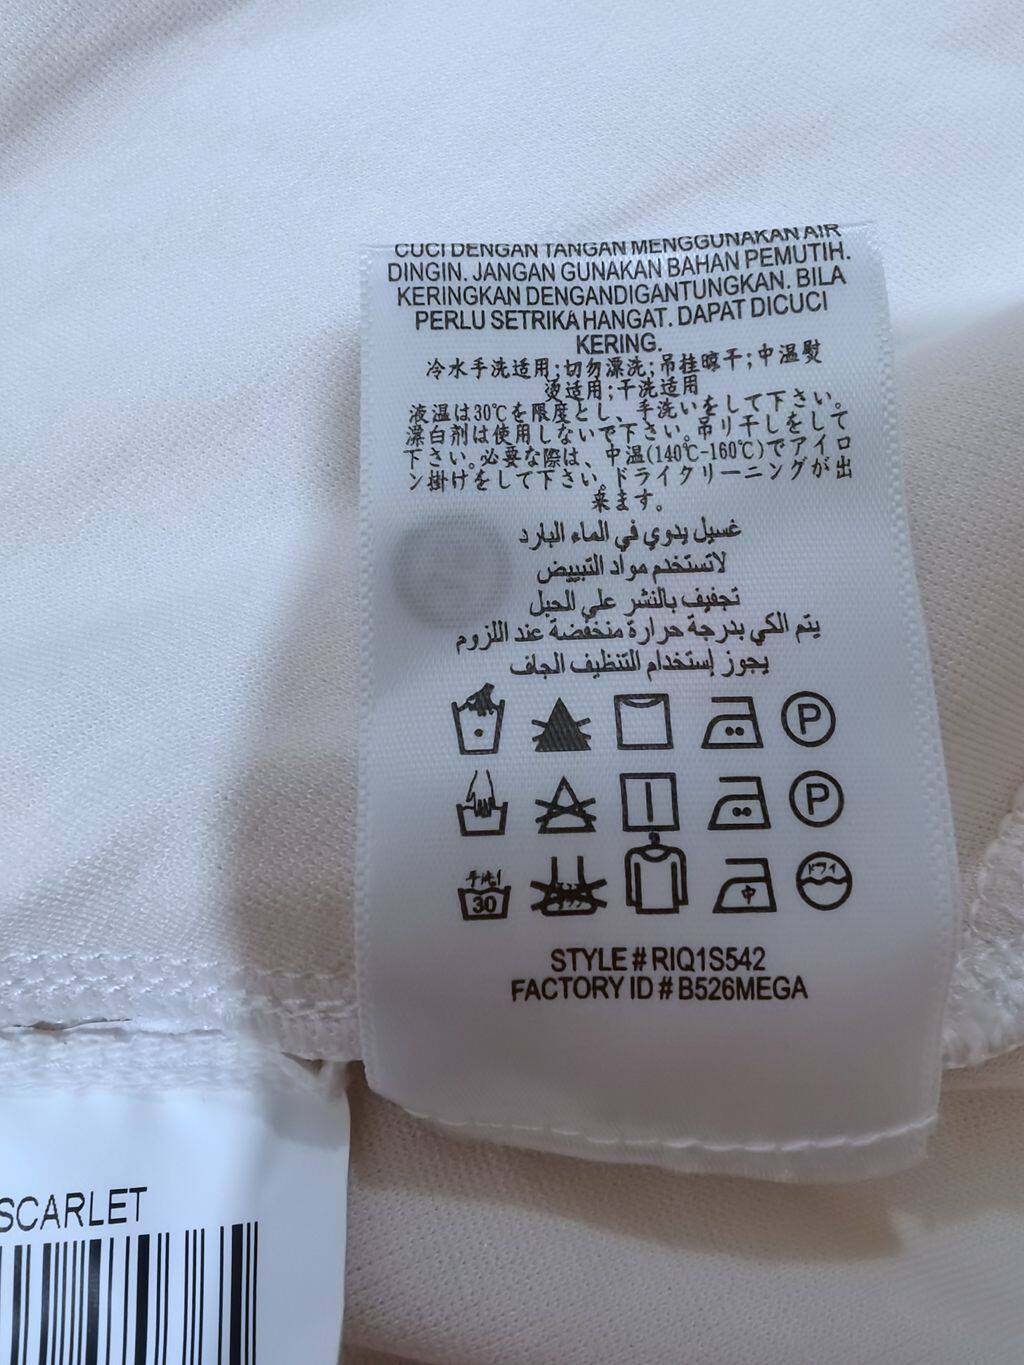 CUCI DENGAN TANGAN MENGGUNAKAN AIR
DINGIN. JANGAN GUNAKAN BAHAN PEMUTIH.
KERINGKAN DENGANDIGANTUNGKAN. BILA
PERLU SETRIKA HANGAT. DAPAT DICUCI
KERING.
冷水手洗适用;切勿漂洗;吊挂晾干;中温熨
烫适用;干洗适用
液温は30℃を限度とし、手洗いをして下さい。
漂白剤は使用しないで下さい。吊り干しをして
下さい。必要な際は、中温(140℃-160℃)でアイロ
ン掛けをして下さい。ドライクリーニングが出
来ます。
غسيل يدوي في الماء البارد
لاتستخدم مواد التبييض
تجفيف بالنشر علي الحبل
يتم الكي بدرجة حرارة منخفضة عند اللزوم
يجوز إستخدام التنظيف الجاف
P
P
手洗イ
30
中
ドライ
STYLE # RIQ1S542
FACTORY ID # B526MEGA
SCARLET